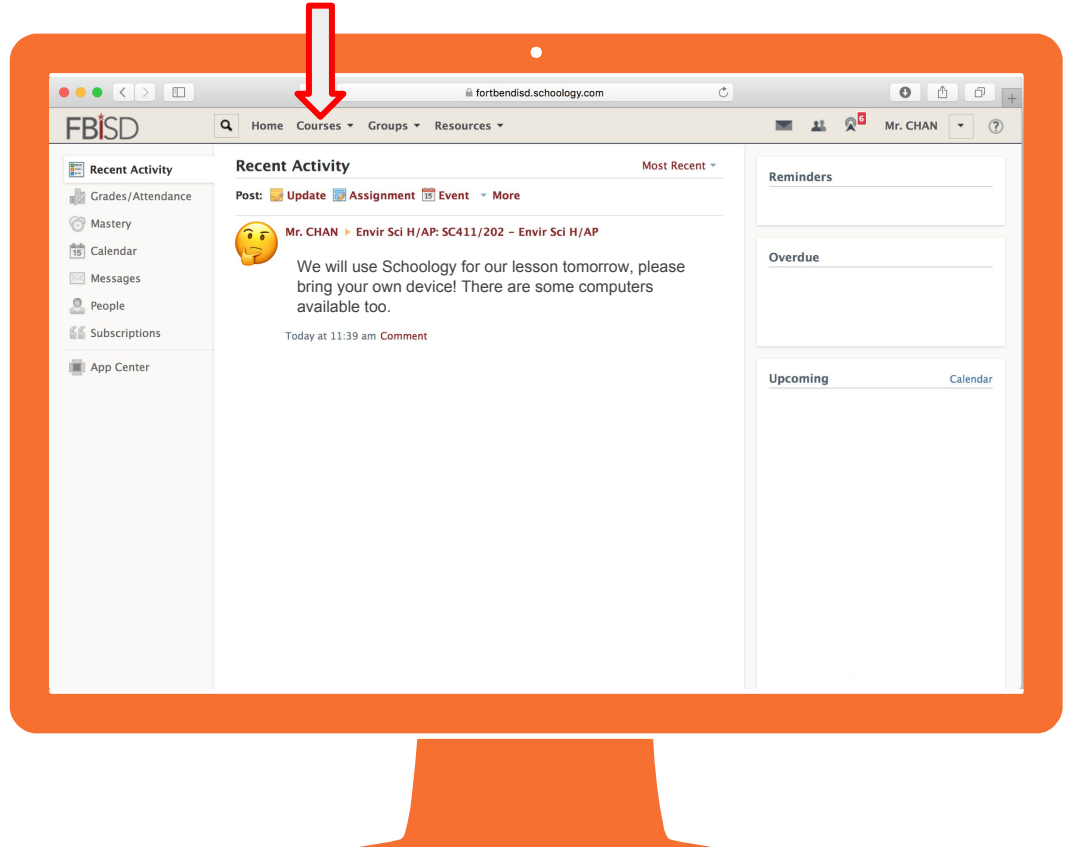 fortbendisd.schoology.com
FBiSD
Home Courses Groups Resources
6
Mr. CHAN
?
Recent Activity
Grades/Attendance
Mastery
15 Calendar
Messages
People
Subscriptions
App Center
Recent Activity
Most Recent
Post: Update Assignment 15 Event More
Mr. CHAN Envir Sci H/AP: SC411/202 - Envir Sci H/AP
We will use Schoology for our lesson tomorrow, please
bring your own device! There are some computers
available too.
Today at 11:39 am Comment
Reminders
Overdue
Upcoming
Calendar